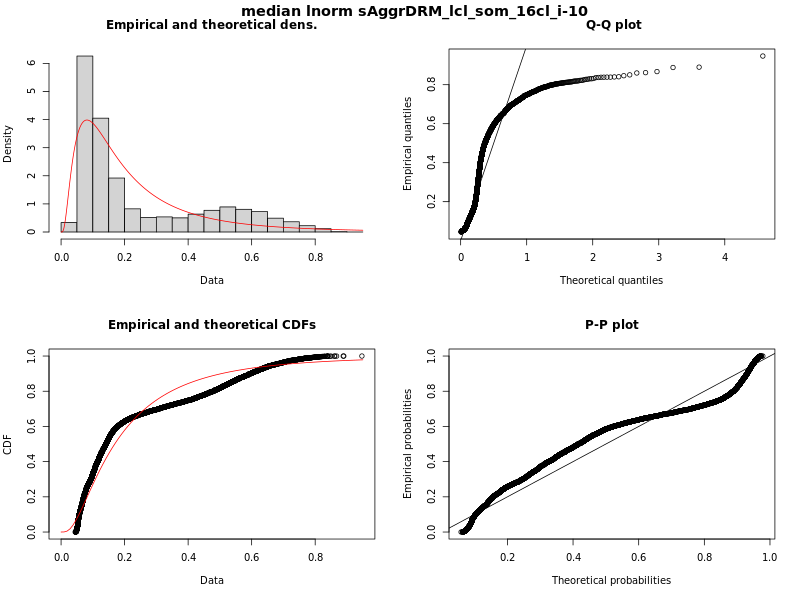 median lnorm sAggrDRM_lcl_som_16cl_i-10
Empirical and theoretical dens.
Density
0 1 2 3 4 5 6
0.0 0.2 0.4 0.6 0.8
Data
Q-Q plot
Empirical quantiles
0.2 0.4 0.6 0.8
0 1 2 3 4
Theoretical quantiles
Empirical and theoretical CDFs
CDF
0.0 0.2 0.4 0.6 0.8 1.0
0.0 0.2 0.4 0.6 0.8
Data
P-P plot
Empirical probabilities
0.0 0.2 0.4 0.6 0.8 1.0
0.2 0.4 0.6 0.8 1.0
Theoretical probabilities